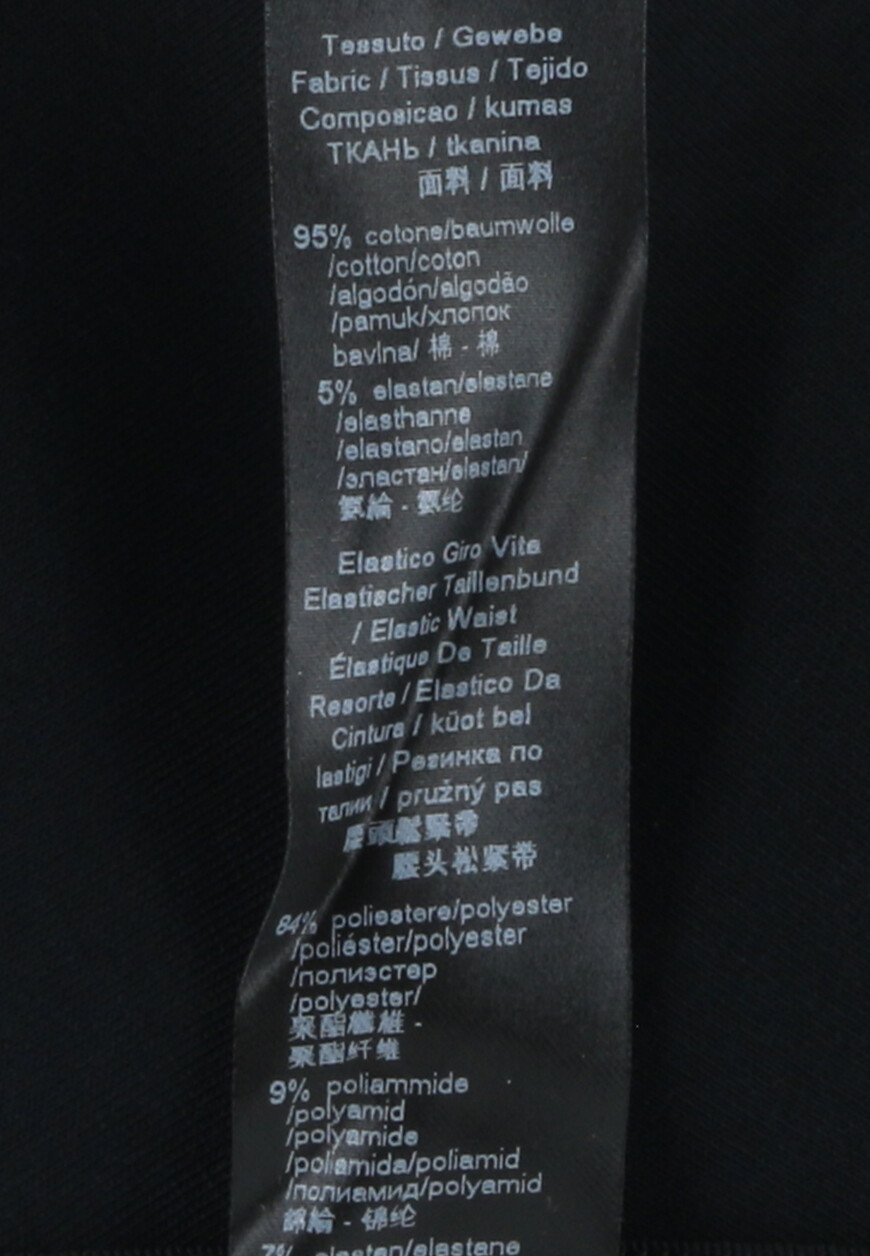 Tessuto / Gewebe
Fabric / Tissus / Tejido
Composicao / kumas
ТКАНЬ / tkanina
面料 / 面料
95% cotone/baumwolle
/cotton/coton
/algodón/algodão
/pamuk/хлопок
bavlna/ 棉 - 棉
5% elastan/elastane
/elasthanne
/elastano/elastan
/эластан/elastan/
氨綸 - 氨纶
Elastico Giro Vita
Elastischer Taillenbund
/ Elastic Waist
Élastique De Taille
Resorte / Elastico Da
Cintura / kűot bel
lastigi / Резинка по
талии / pružný pas
腰頭鬆緊帶
腰头松紧带
84% poliestere/polyester
/poliéster/polyester
/полиэстер
/polyester/
聚酯纖維 -
聚酯纤维
9% poliammide
/polyamid
/polyamide
/poliamida/poliamid
/полиамид/polyamid
錦綸 - 锦纶
7% elastan/elastane